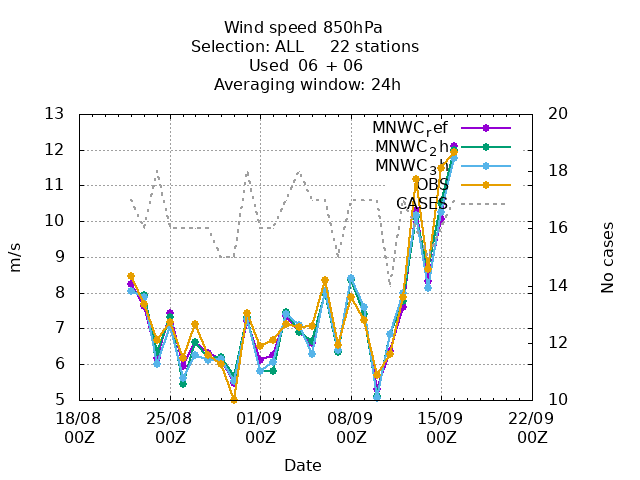 Wind speed 850hPa
Selection: ALL 22 stations
Used 06 + 06
Averaging window: 24h
13 20
12 18
11
10 16
9
8 14
7
6 12
5 10
MNWC_ref
MNWC_2h
MNWC_3h
OBS
CASES
m/s
No cases
18/08 25/08 01/09 08/09 15/09 22/09
00Z 00Z 00Z 00Z 00Z 00Z
Date